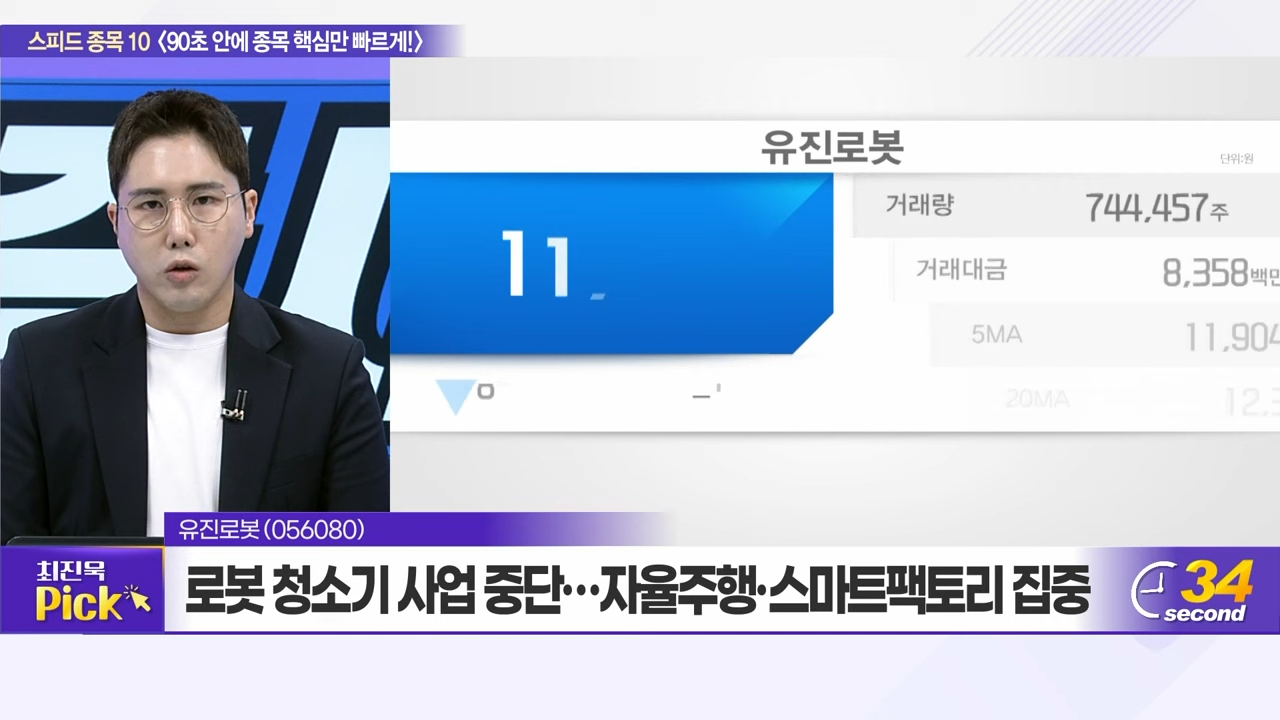 스피드 종목 10 〈90초 안에 종목 핵심만 빠르게!〉
유진로봇
단위:원
11
거래량 744,457주
거래대금 8,358백만
5MA 11,904
20MA 12,3
유진로봇 (056080)
최진욱
Pick
로봇 청소기 사업 중단…자율주행·스마트팩토리 집중
34
second